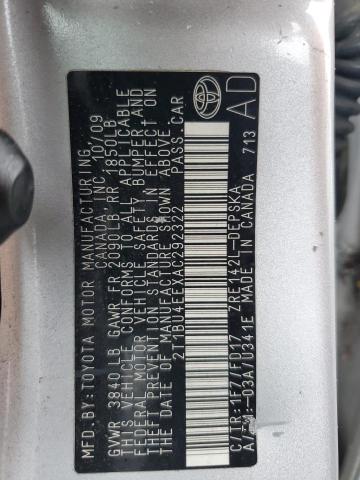 MFD.BY:TOYOTA MOTOR MANUFACTURING
CANADA INC. 10/09
GVWR 3840 LB GAWR FR 2090LB RR 1850LB
THIS VEHICLE CONFORMS TO ALL APPLICABLE
FEDERAL MOTOR VEHICLE SAFETY, BUMPER, AND
THEFT PREVENTION STANDARDS IN EFFECT ON
THE DATE OF MANUFACTURE SHOWN ABOVE.
2T1BU4EEXAC292322 PASS.CAR
C/TR:1F7/FD17 ZRE142L-DEPSKA
A/TM:-03A/U341E MADE IN CANADA 713
AD